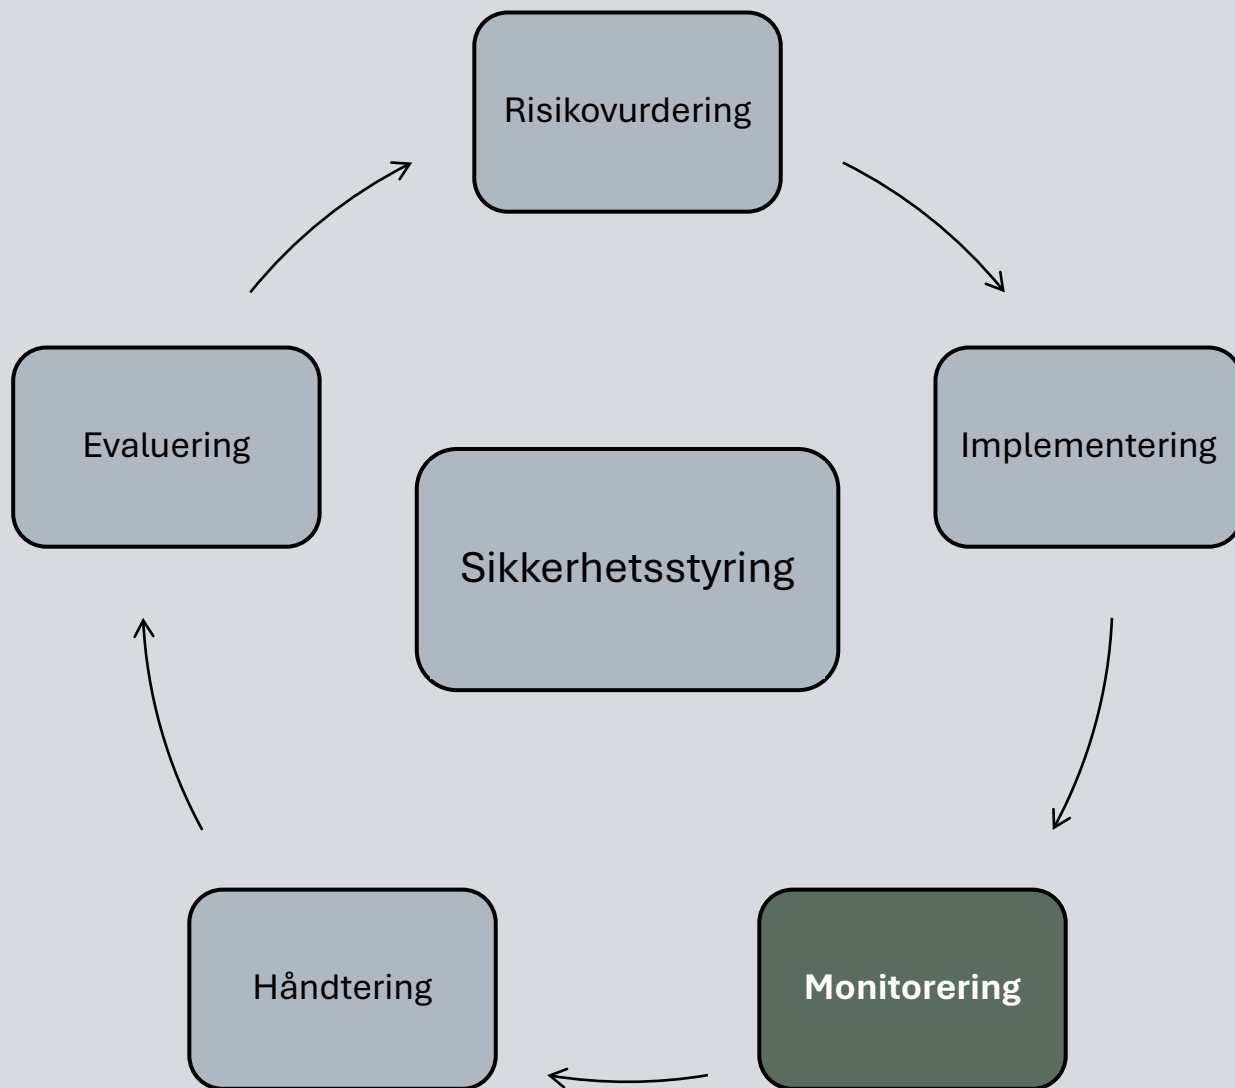 Risikovurdering
Evaluering
Implementering
Sikkerhetsstyring
Håndtering
Monitorering